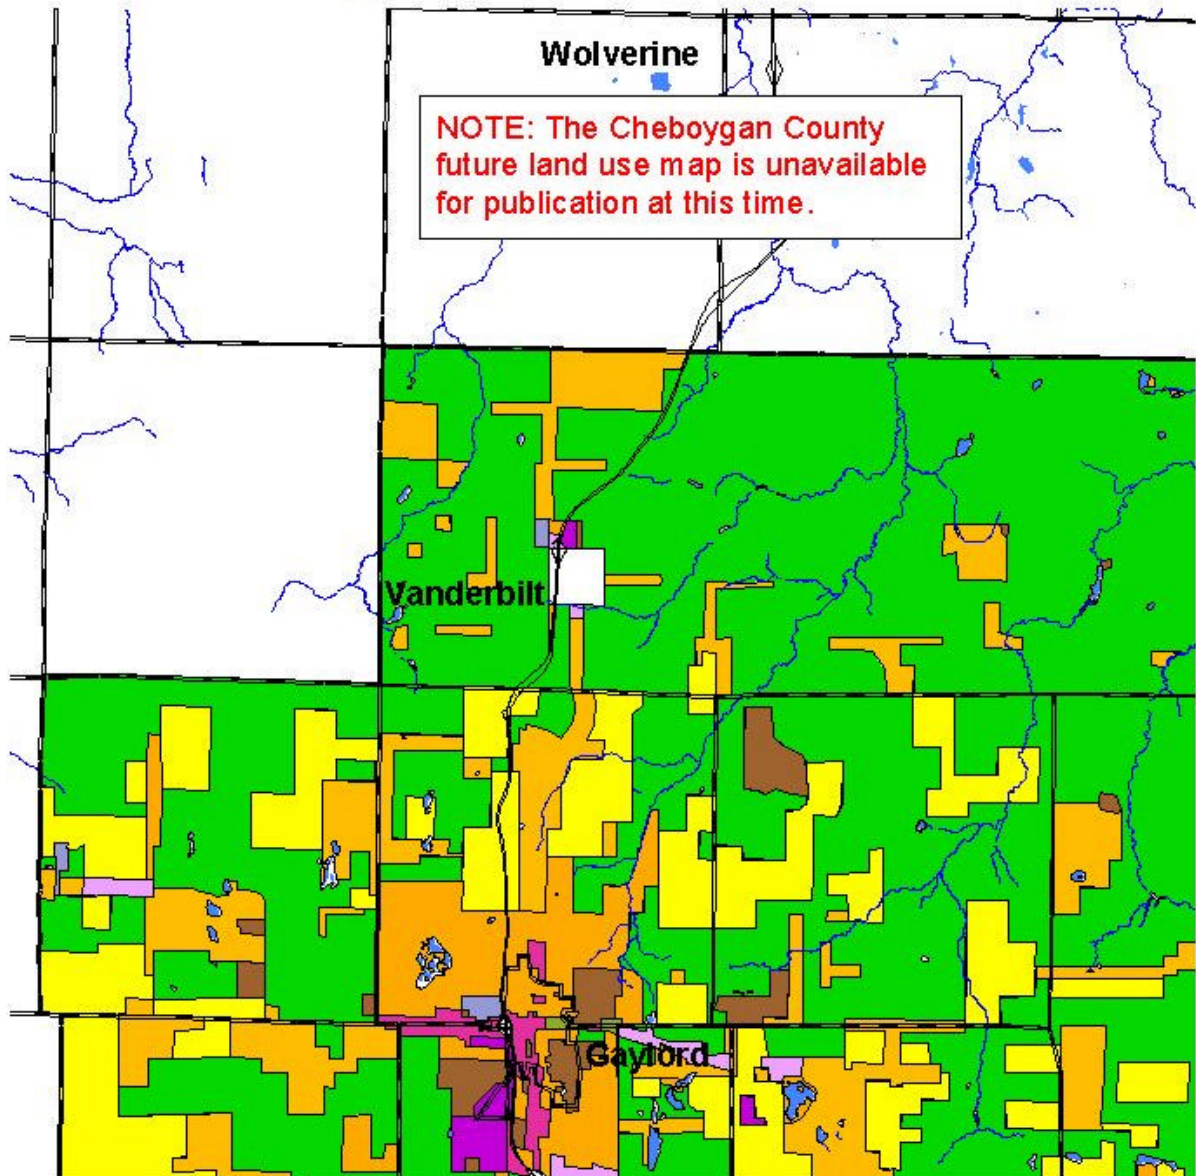 Wolverine
NOTE: The Cheboygan County
future land use map is unavailable
for publication at this time.
Vanderbilt
Gaylord